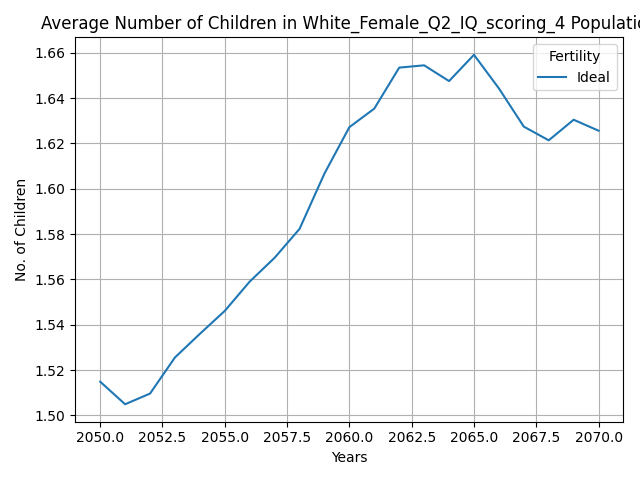 Average Number of Children in White_Female_Q2_IQ_scoring_4 Populatio
Fertility
Ideal
1.66
1.64
1.62
1.60
1.58
1.56
1.54
1.52
1.50
No. of Children
2050.0 2052.5 2055.0 2057.5 2060.0 2062.5 2065.0 2067.5 2070.0
Years